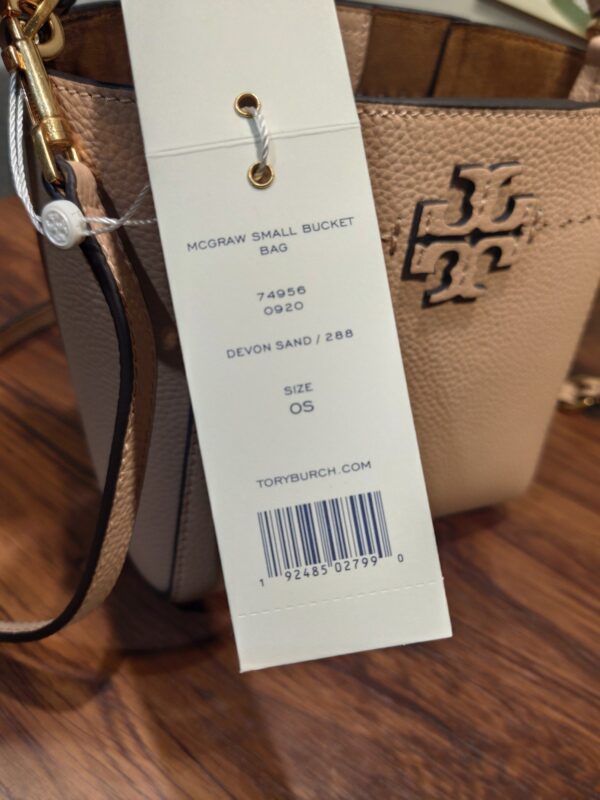 MCGRAW SMALL BUCKET
BAG
74956
0920
DEVON SAND / 288
SIZE
OS
TORYBURCH.COM
1 92485 02799 0